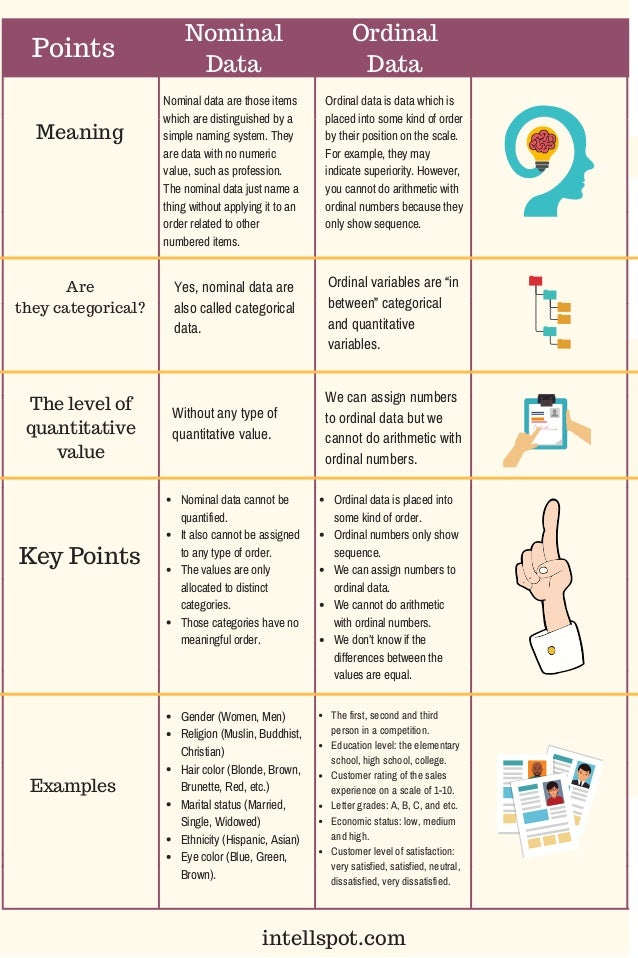 Points
Nominal
Data
Ordinal
Data
Meaning
Nominal data are those items
which are distinguished by a
simple naming system. They
are data with no numeric
value, such as profession.
The nominal data just name a
thing without applying it to an
order related to other
numbered items.
Ordinal data is data which is
placed into some kind of order
by their position on the scale.
For example, they may
indicate superiority. However,
you cannot do arithmetic with
ordinal numbers because they
only show sequence.
Are
they categorical?
Yes, nominal data are
also called categorical
data.
Ordinal variables are “in
between” categorical
and quantitative
variables.
The level of
quantitative
value
Without any type of
quantitative value.
We can assign numbers
to ordinal data but we
cannot do arithmetic with
ordinal numbers.
Key Points
• Nominal data cannot be
quantified.
• It also cannot be assigned
to any type of order.
• The values are only
allocated to distinct
categories.
• Those categories have no
meaningful order.
• Ordinal data is placed into
some kind of order.
• Ordinal numbers only show
sequence.
• We can assign numbers to
ordinal data.
• We cannot do arithmetic
with ordinal numbers.
• We don’t know if the
differences between the
values are equal.
Examples
• Gender (Women, Men)
• Religion (Muslin, Buddhist,
Christian)
• Hair color (Blonde, Brown,
Brunette, Red, etc.)
• Marital status (Married,
Single, Widowed)
• Ethnicity (Hispanic, Asian)
• Eye color (Blue, Green,
Brown).
• The first, second and third
person in a competition.
• Education level: the elementary
school, high school, college.
• Customer rating of the sales
experience on a scale of 1-10.
• Letter grades: A, B, C, and etc.
• Economic status: low, medium
and high.
• Customer level of satisfaction:
very satisfied, satisfied, neutral,
dissatisfied, very dissatisfied.
intellspot.com